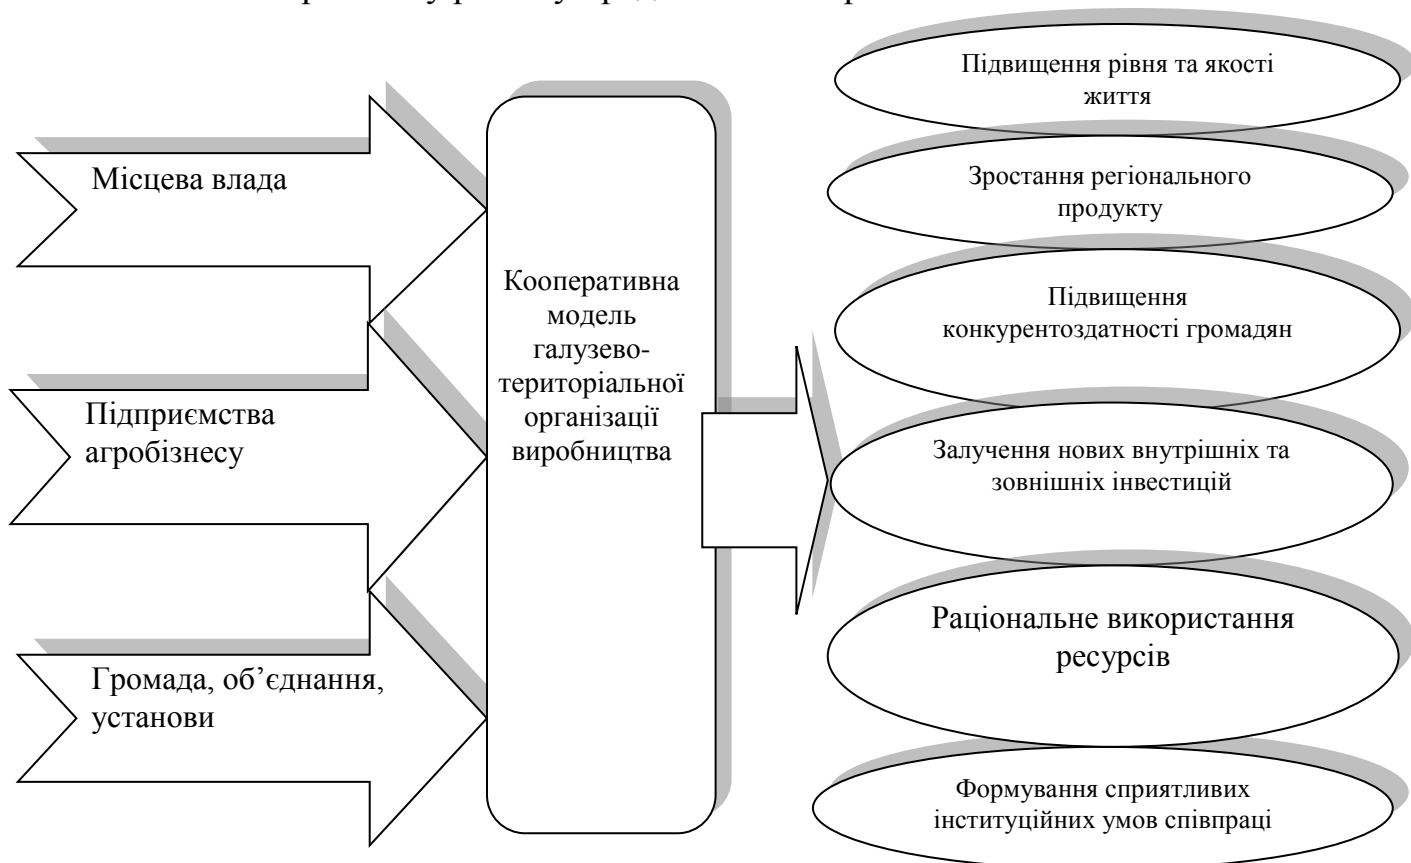 Місцева влада
Підприємства
агробізнесу
Громада, об’єднання,
установи
Кооперативна
модель
галузево-
територіальної
організації
виробництва
Підвищення рівня та якості
життя
Зростання регіонального
продукту
Підвищення
конкурентоздатності громадян
Залучення нових внутрішніх та
зовнішніх інвестицій
Раціональне використання
ресурсів
Формування сприятливих
інституційних умов співпраці